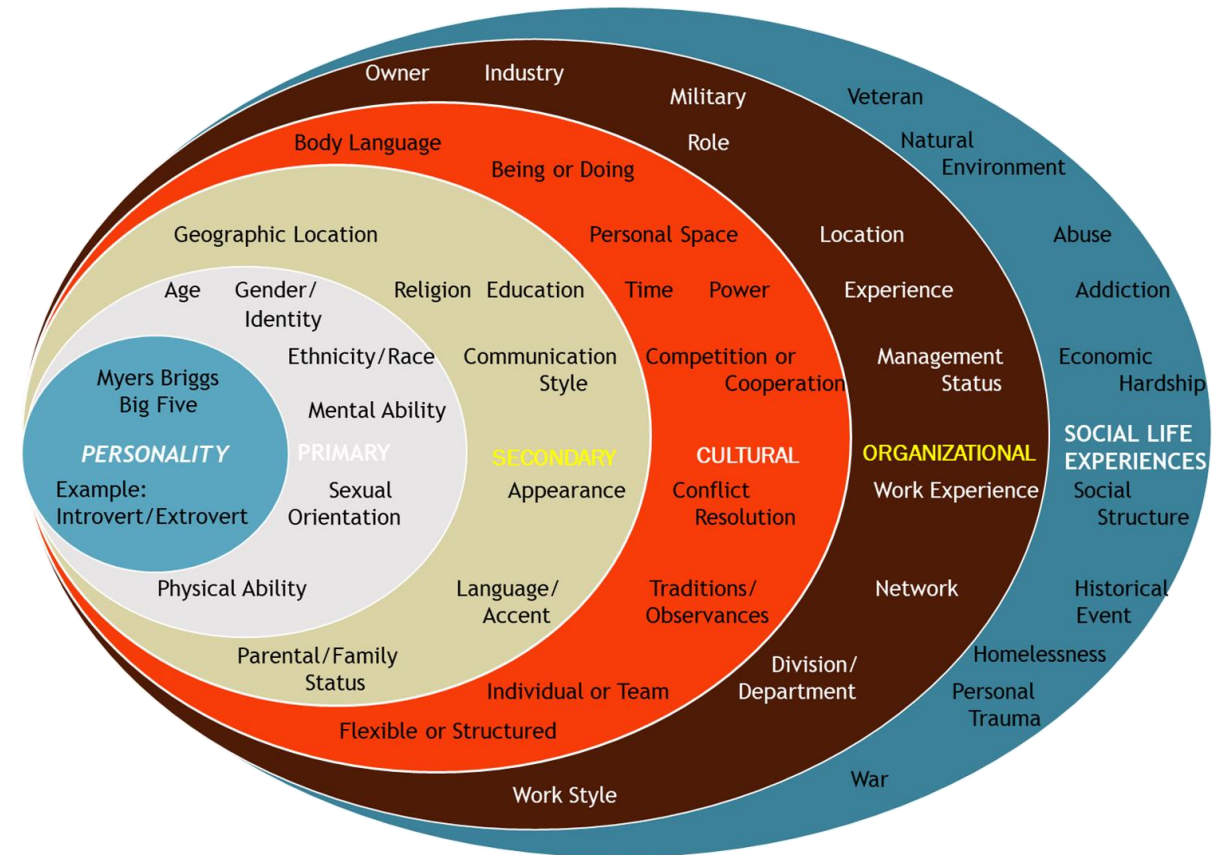 Owner
Industry
Military
Veteran
Body Language
Role
Natural
Environment
Being or Doing
Geographic Location
Personal Space
Location
Abuse
Age
Gender/
Identity
Religion
Education
Time
Power
Experience
Addiction
Ethnicity/Race
Communication
Style
Competition or
Cooperation
Management
Status
Economic
Hardship
Myers Briggs
Big Five
Mental Ability
PERSONALITY
PRIMARY
SECONDARY
CULTURAL
ORGANIZATIONAL
SOCIAL LIFE
EXPERIENCES
Example:
Introvert/Extrovert
Sexual
Orientation
Appearance
Conflict
Resolution
Work Experience
Social
Structure
Physical Ability
Language/
Accent
Traditions/
Observances
Network
Historical
Event
Parental/Family
Status
Individual or Team
Division/
Department
Homelessness
Personal
Trauma
Flexible or Structured
War
Work Style